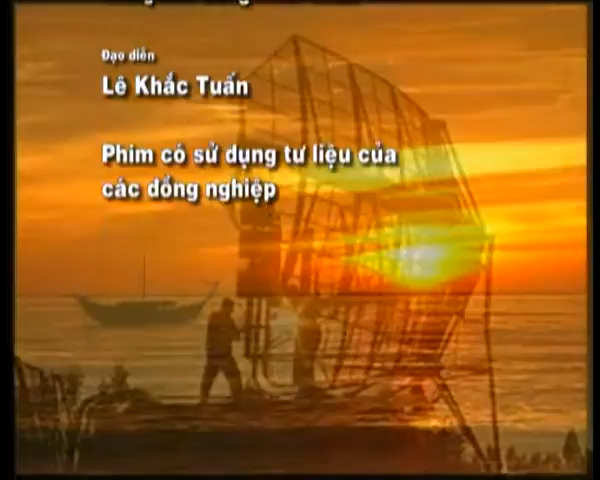 Đạo diễn
Lê Khắc Tuấn
Phim có sử dụng tư liệu của
các đồng nghiệp